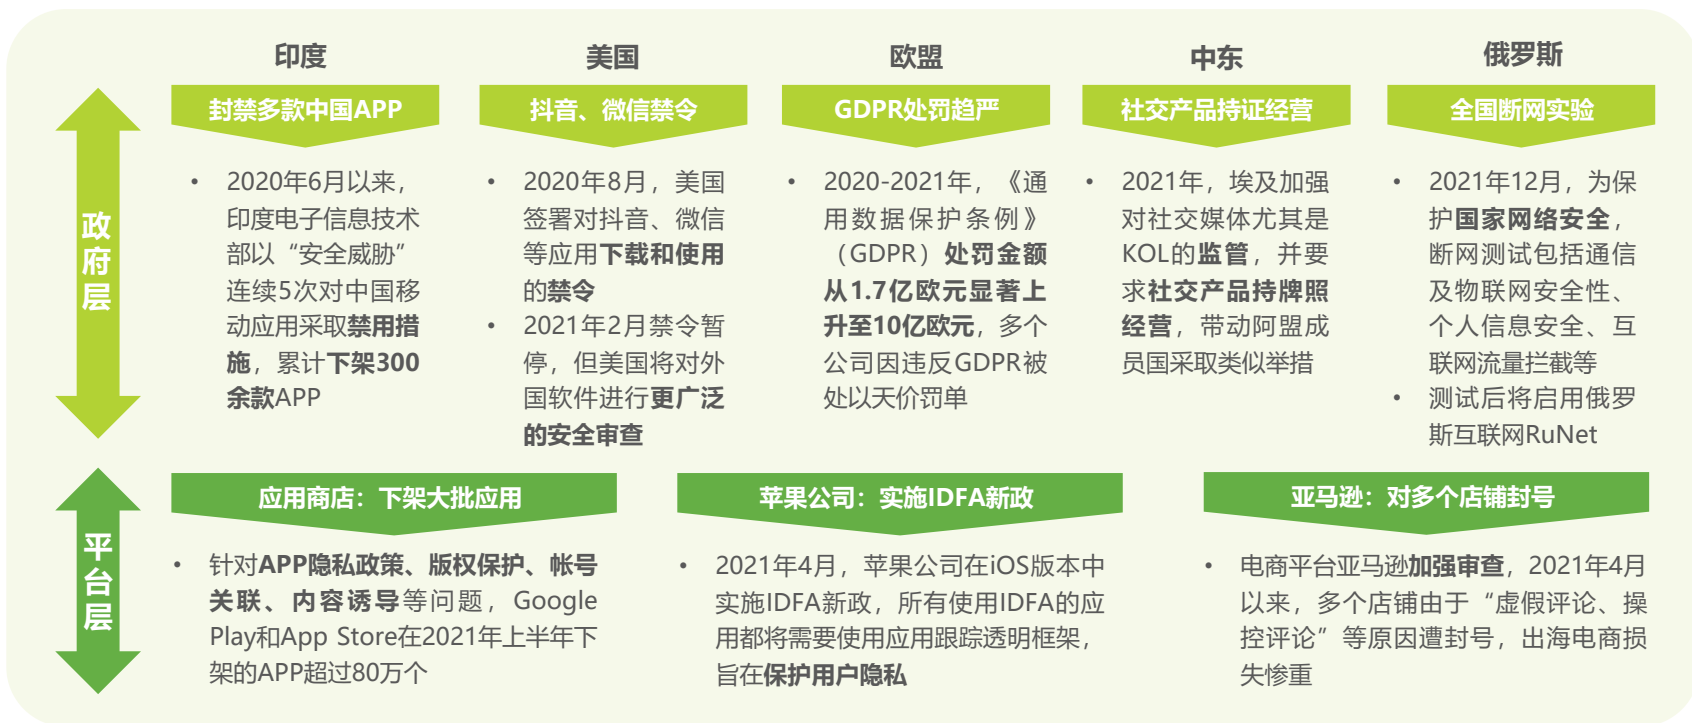 印度
封禁多款中国APP
• 2020年6月以来，
印度电子信息技术
部以“安全威胁”
连续5次对中国移
动应用采取禁用措
施，累计下架300
余款APP
美国
抖音、微信禁令
• 2020年8月，美国
签署对抖音、微信
等应用下载和使用
的禁令
• 2021年2月禁令暂
停，但美国将对外
国软件进行更广泛
的安全审查
欧盟
GDPR处罚趋严
• 2020-2021年，《通
用数据保护条例》
（GDPR）处罚金额
从1.7亿欧元显著上
升至10亿欧元，多个
公司因违反GDPR被
处以天价罚单
中东
社交产品持证经营
• 2021年，埃及加强
对社交媒体尤其是
KOL的监管，并要
求社交产品持牌照
经营，带动阿盟成
员国采取类似举措
俄罗斯
全国断网实验
• 2021年12月，为保
护国家网络安全，
断网测试包括通信
及物联网安全性、
个人信息安全、互
联网流量拦截等
• 测试后将启用俄罗
斯互联网RuNet
政府层
平台层
应用商店：下架大批应用
• 针对APP隐私政策、版权保护、帐号
关联、内容诱导等问题，Google
Play和App Store在2021年上半年下
架的APP超过80万个
苹果公司：实施IDFA新政
• 2021年4月，苹果公司在iOS版本中
实施IDFA新政，所有使用IDFA的应
用都将需要使用应用跟踪透明框架，
旨在保护用户隐私
亚马逊：对多个店铺封号
• 电商平台亚马逊加强审查，2021年4月
以来，多个店铺由于“虚假评论、操
控评论”等原因遭封号，出海电商损
失惨重